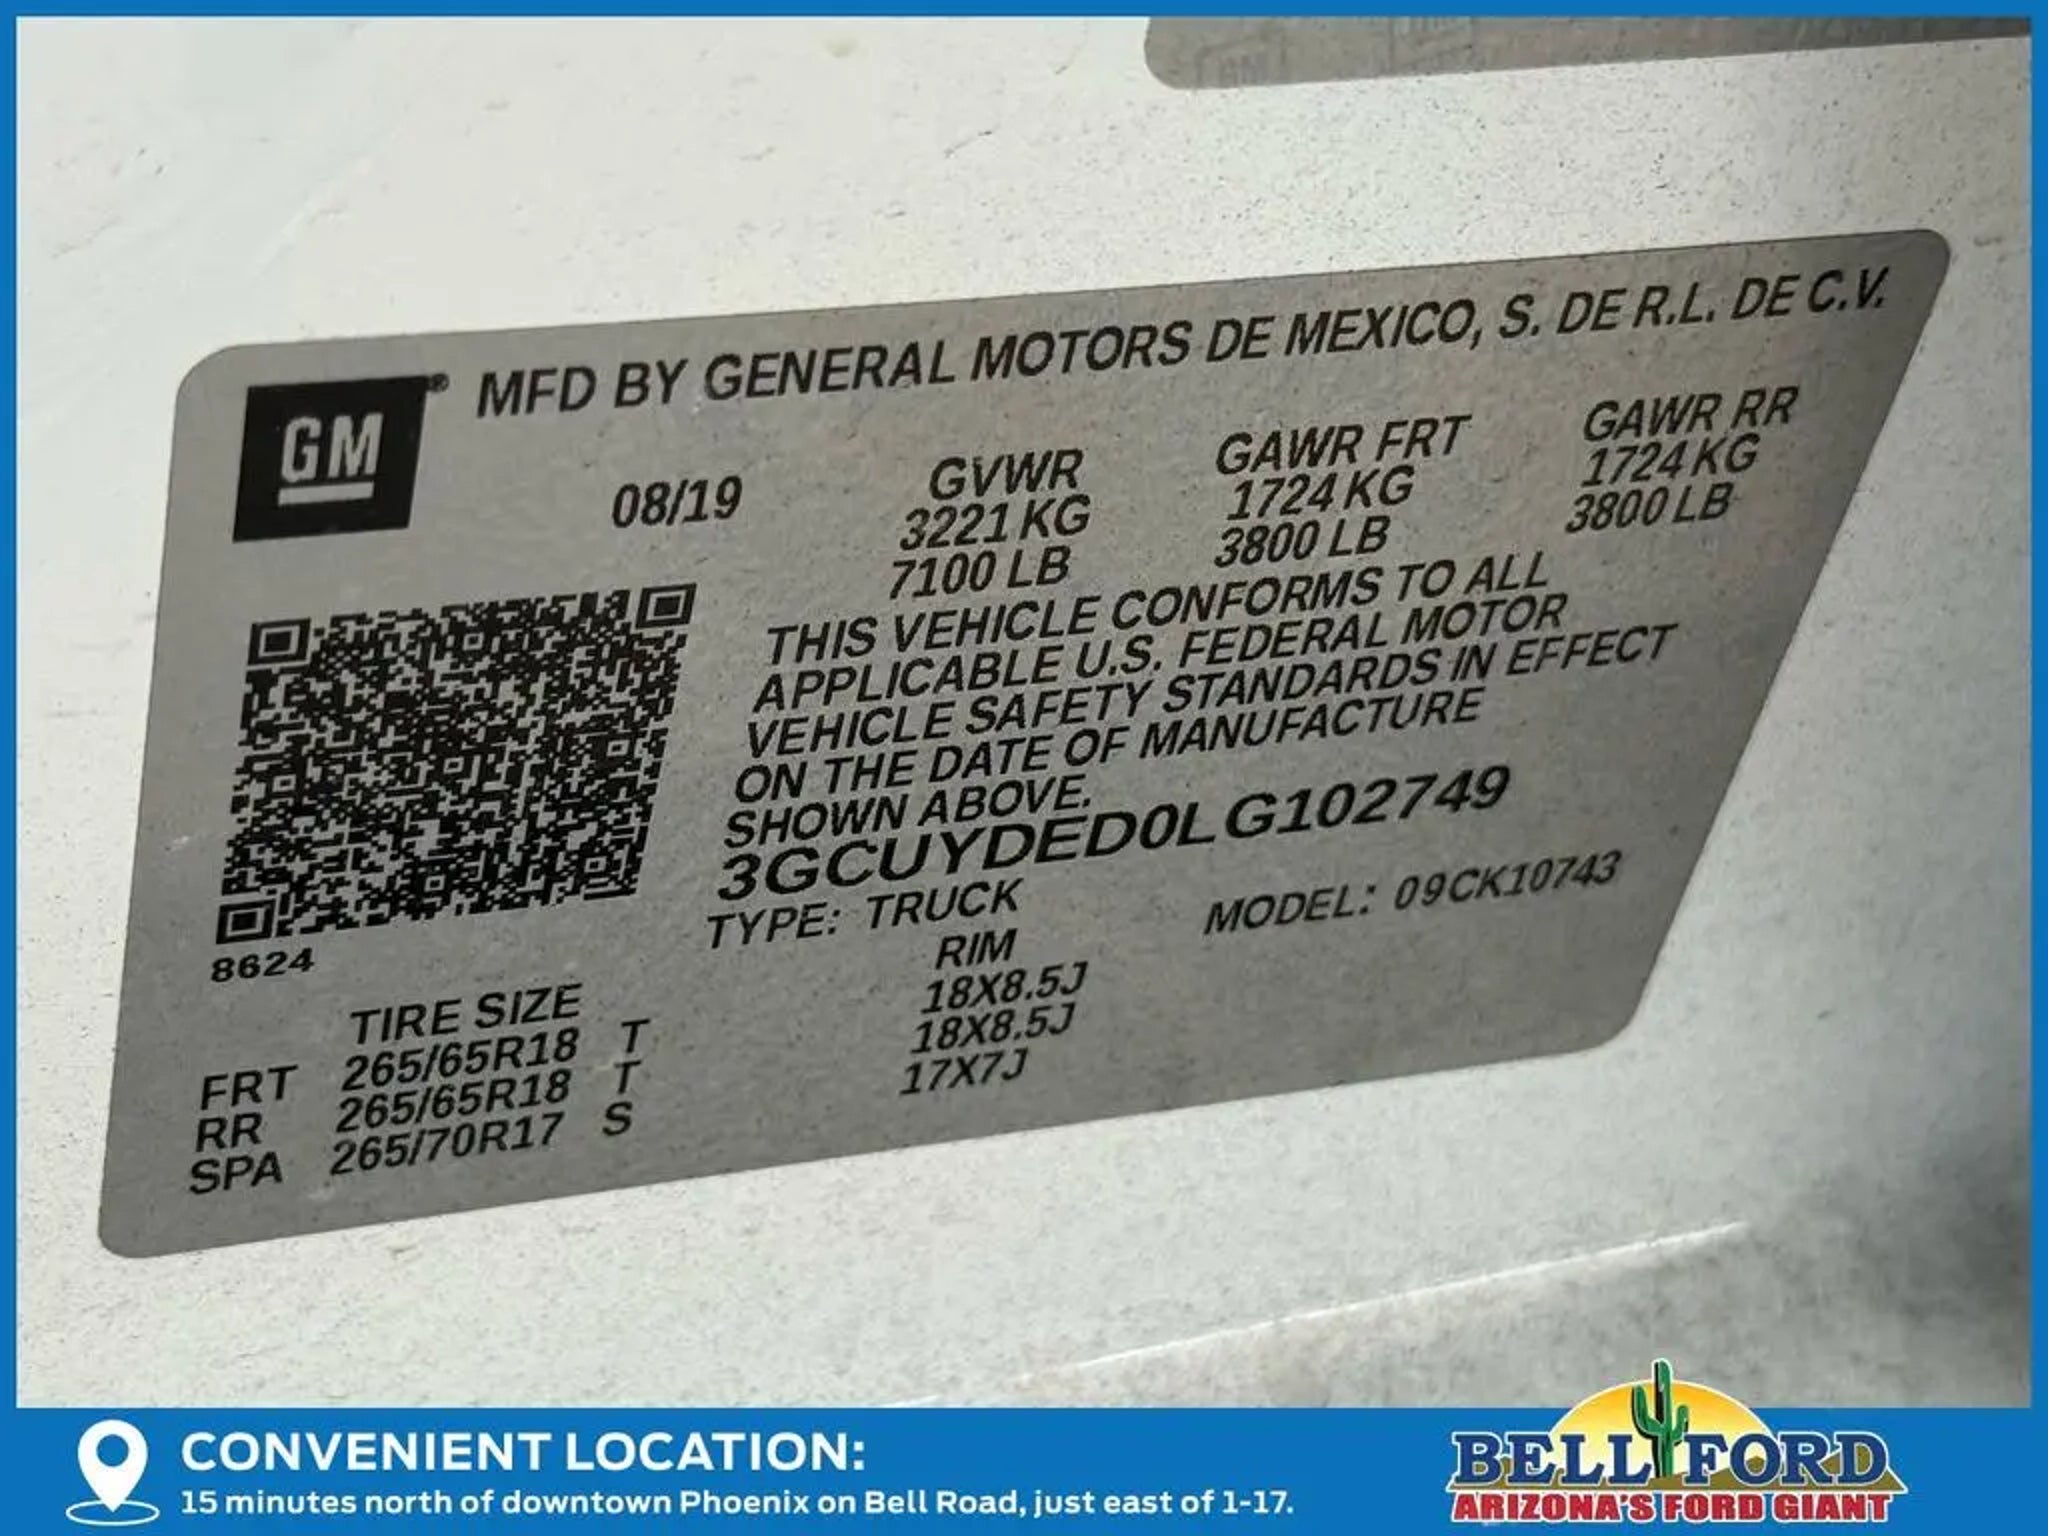 MFD BY GENERAL MOTORS DE MEXICO, S. DE R.L. DE C.V.
GM®
08/19
GVWR GAWR FRT GAWR RR
3221 KG 1724 KG 1724 KG
7100 LB 3800 LB 3800 LB
THIS VEHICLE CONFORMS TO ALL
APPLICABLE U.S. FEDERAL MOTOR
VEHICLE SAFETY STANDARDS IN EFFECT
ON THE DATE OF MANUFACTURE
SHOWN ABOVE.
3GCUYDED0LG102749
TYPE: TRUCK MODEL: 09CK10743
8624
TIRE SIZE RIM
FRT 265/65R18 T 18X8.5J
RR 265/65R18 T 18X8.5J
SPA 265/70R17 S 17X7J
CONVENIENT LOCATION:
15 minutes north of downtown Phoenix on Bell Road, just east of 1-17.
BELL FORD
ARIZONA'S FORD GIANT